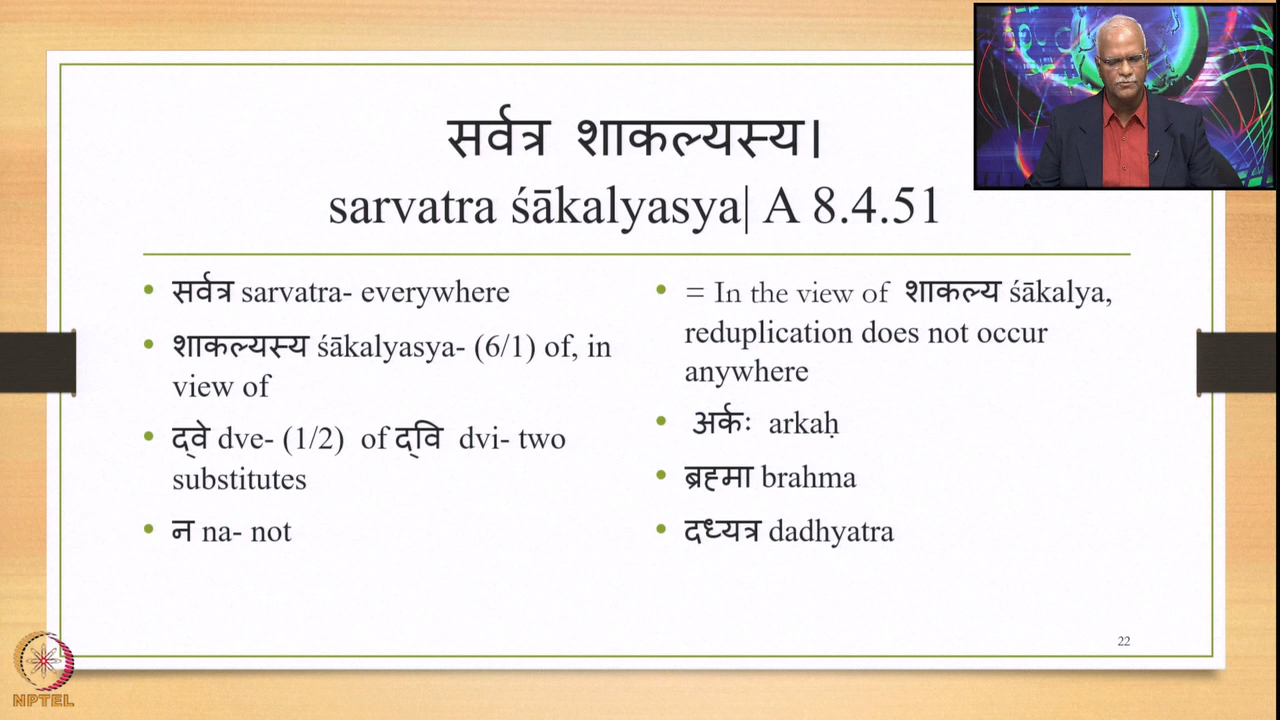 सर्वत्र शाकल्यस्य।
sarvatra śākalyasya| A 8.4.51
• सर्वत्र sarvatra- everywhere
• शाकल्यस्य śākalyasya- (6/1) of, in
view of
• द्वे dve- (1/2) of द्वि dvi- two
substitutes
• न na- not
• = In the view of शाकल्य śākalya,
reduplication does not occur
anywhere
• अर्कः arkaḥ
• ब्रह्मा brahma
• दध्यत्र dadhyatra
22
NPTEL